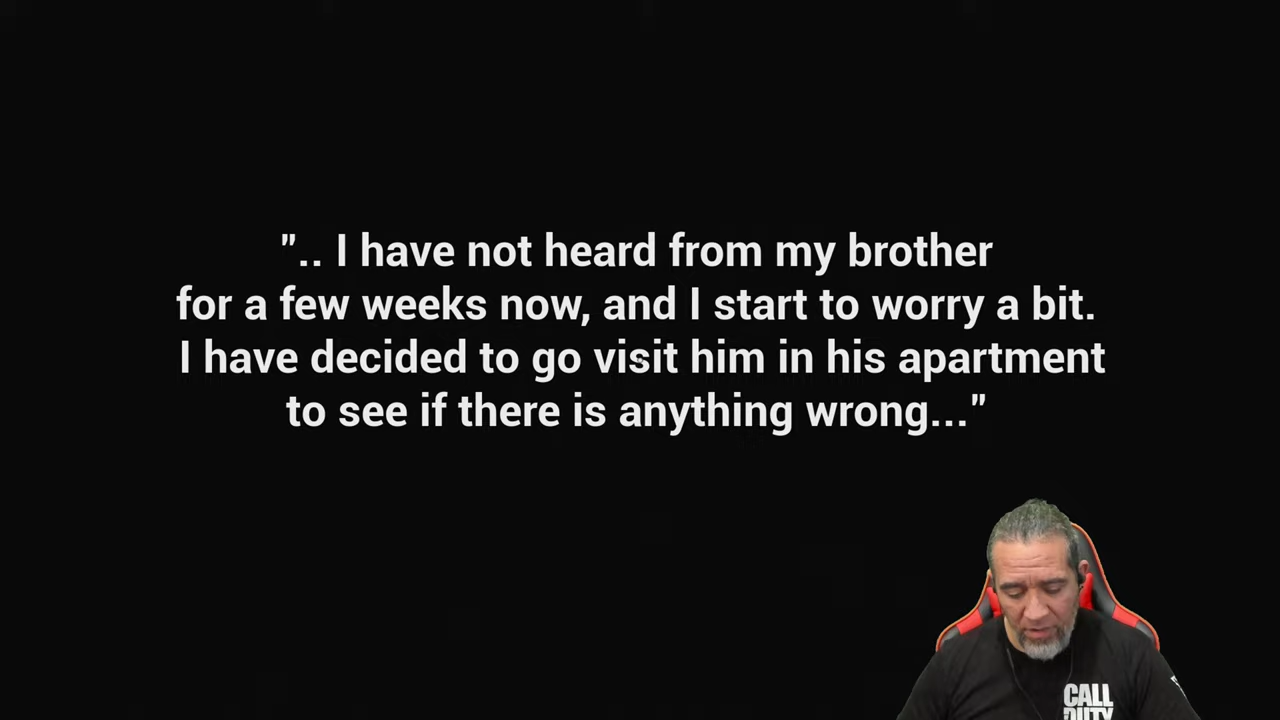 ".. I have not heard from my brother
for a few weeks now, and I start to worry a bit.
I have decided to go visit him in his apartment
to see if there is anything wrong..."
CALL
DUTY